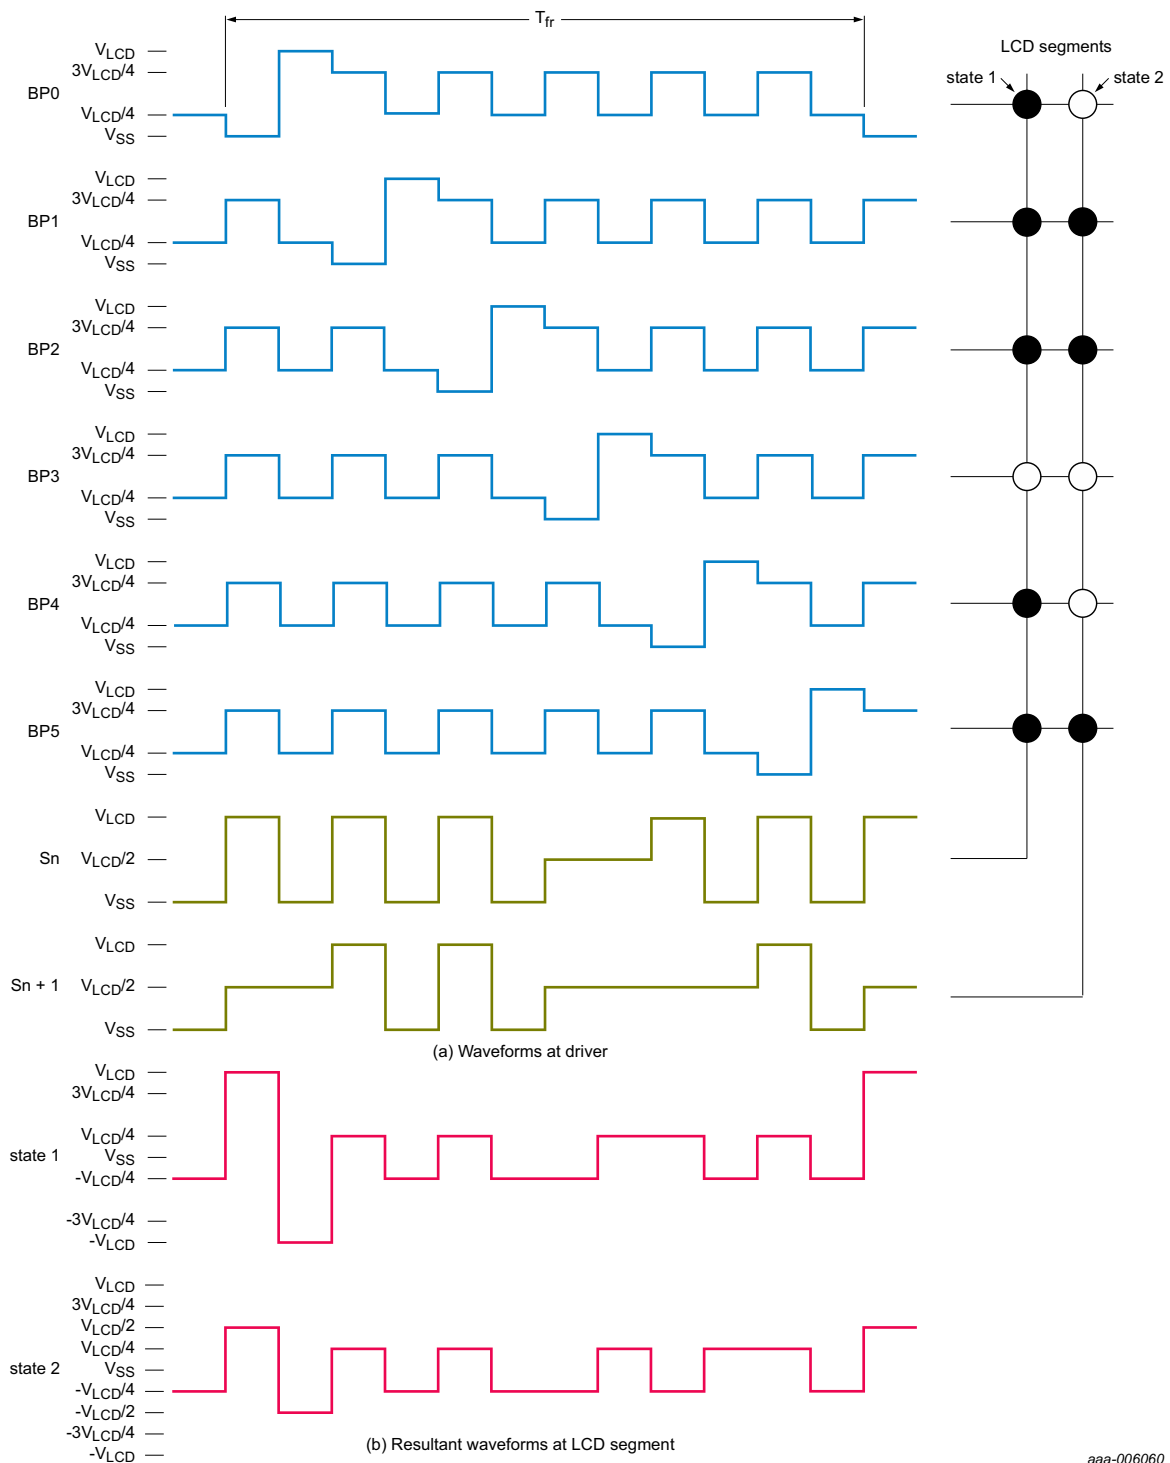 Tfr
LCD segments
state 1
state 2
BP0
VLCD
3VLCD/4
VLCD/4
VSS
BP1
VLCD
3VLCD/4
VLCD/4
VSS
BP2
VLCD
3VLCD/4
VLCD/4
VSS
BP3
VLCD
3VLCD/4
VLCD/4
VSS
BP4
VLCD
3VLCD/4
VLCD/4
VSS
BP5
VLCD
3VLCD/4
VLCD/4
VSS
Sn
VLCD
VLCD/2
VSS
Sn + 1
VLCD
VLCD/2
VSS
(a) Waveforms at driver
state 1
VLCD
3VLCD/4
VLCD/4
VSS
-VLCD/4
-3VLCD/4
-VLCD
state 2
VLCD
3VLCD/4
VLCD/2
VLCD/4
VSS
-VLCD/4
-VLCD/2
-3VLCD/4
-VLCD
(b) Resultant waveforms at LCD segment
aaa-006060